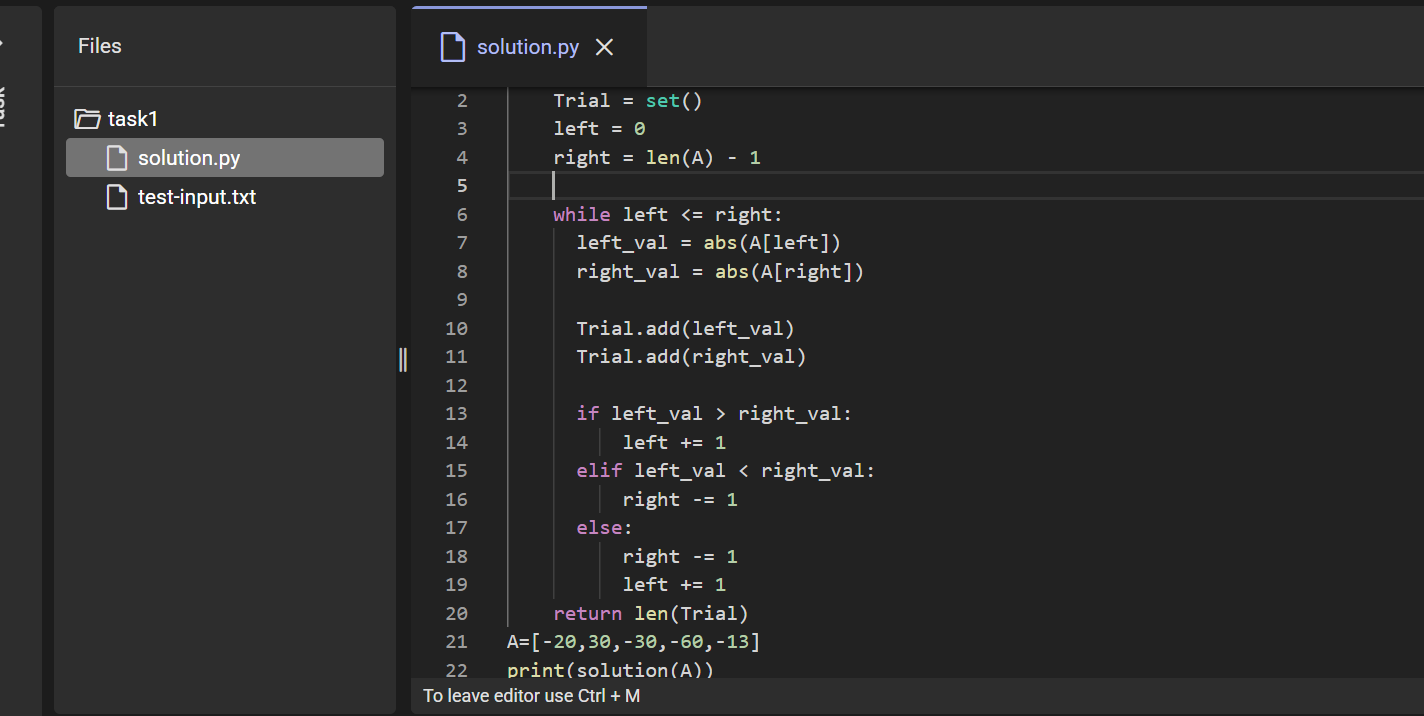 Files
task1
solution.py
test-input.txt
solution.py
2 Trial = set()
3 left = 0
4 right = len(A) - 1
5
6 while left <= right:
7 left_val = abs(A[left])
8 right_val = abs(A[right])
9
10 Trial.add(left_val)
11 Trial.add(right_val)
12
13 if left_val > right_val:
14 left += 1
15 elif left_val < right_val:
16 right -= 1
17 else:
18 right -= 1
19 left += 1
20 return len(Trial)
21 A=[-20,30,-30,-60,-13]
22 print(solution(A))
To leave editor use Ctrl + M